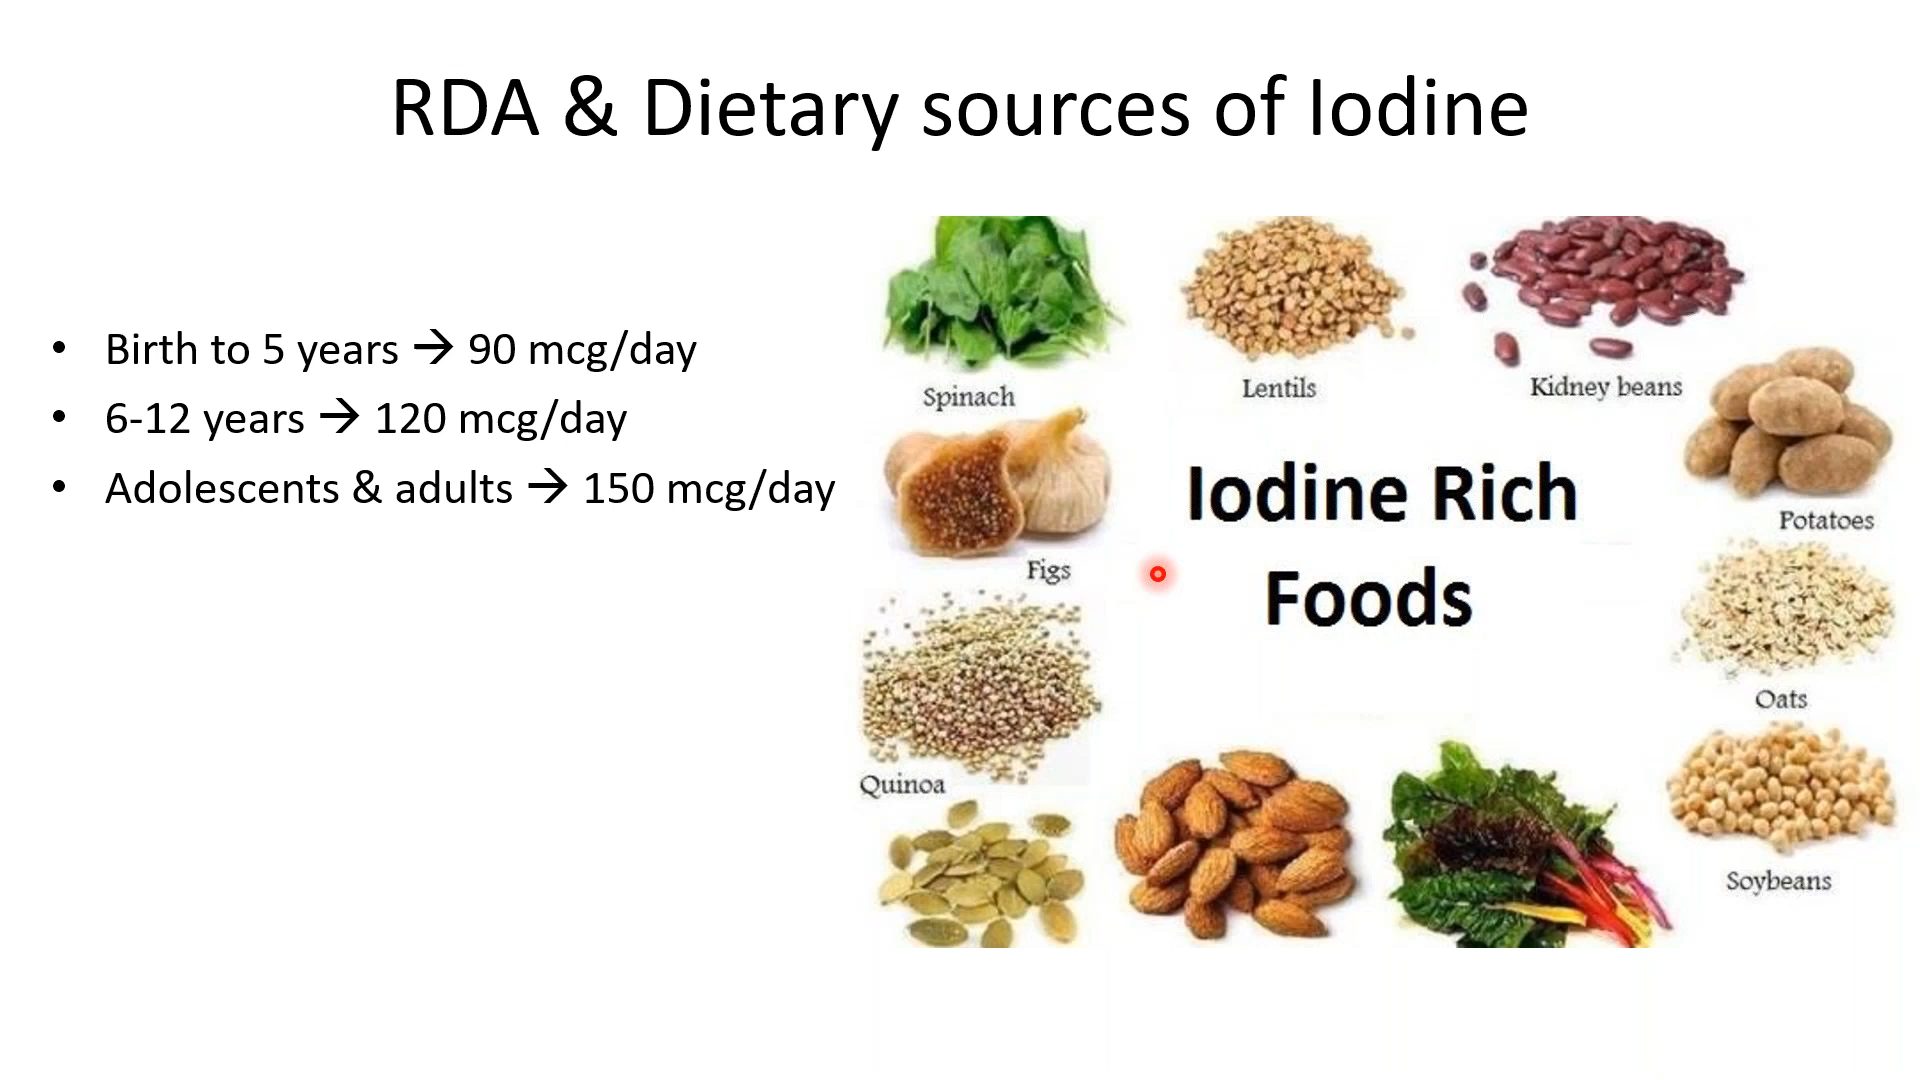 RDA & Dietary sources of Iodine
• Birth to 5 years → 90 mcg/day
• 6-12 years → 120 mcg/day
• Adolescents & adults → 150 mcg/day
Spinach
Lentils
Kidney beans
Potatoes
Figs
Iodine Rich
Foods
Oats
Quinoa
Soybeans